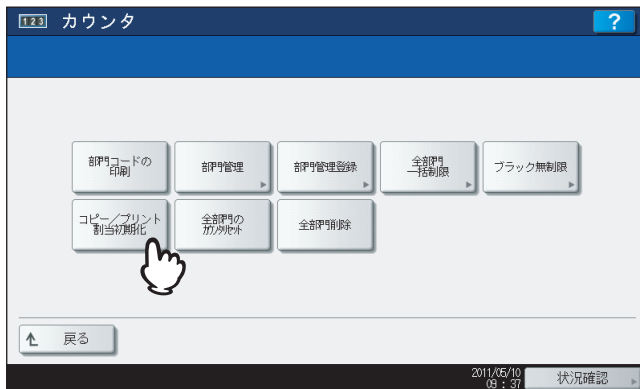 123 カウンタ
?
部門コードの
印刷
部門管理
部門管理登録
全部門
一括制限
ブラック無制限
コピー／プリント
割当初期化
全部門の
ｶｳﾝﾀﾘｾｯﾄ
全部門削除
戻る
2011/05/10
09 : 37
状況確認